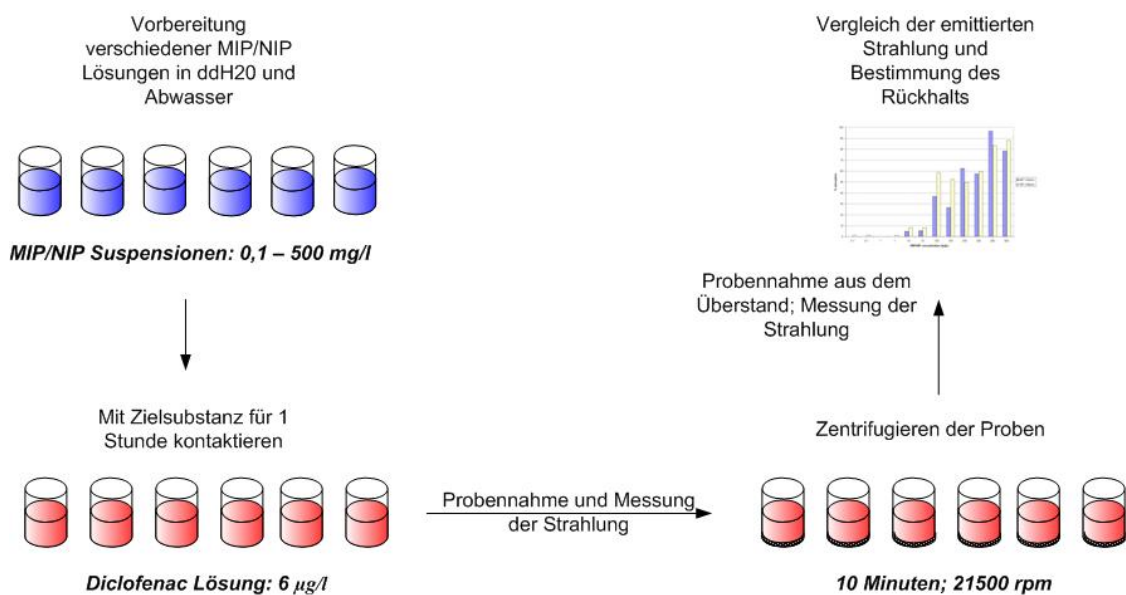 Vorbereitung
verschiedener MIP/NIP
Lösungen in ddH20 und
Abwasser
MIP/NIP Suspensionen: 0,1 – 500 mg/l
Mit Zielsubstanz für 1
Stunde kontaktieren
Diclofenac Lösung: 6 µg/l
Probennahme und Messung
der Strahlung
Zentrifugieren der Proben
10 Minuten; 21500 rpm
Probennahme aus dem
Überstand; Messung der
Strahlung
Vergleich der emittierten
Strahlung und
Bestimmung des
Rückhalts